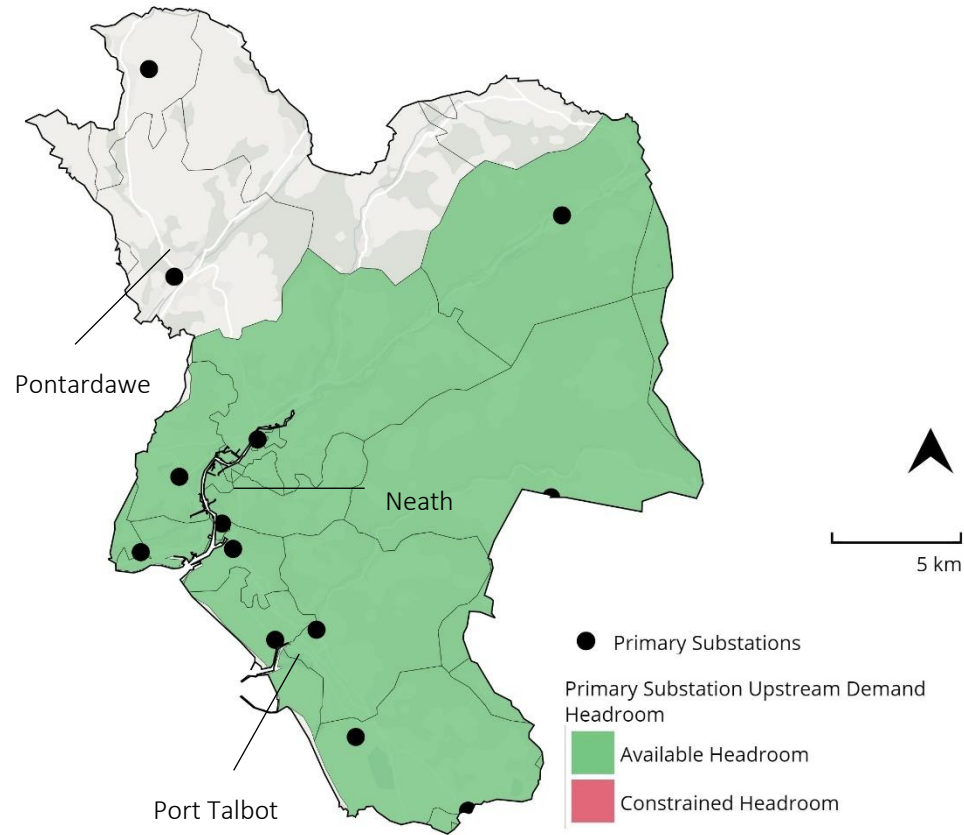 Pontardawe
Neath
Port Talbot
5 km
Primary Substations
Primary Substation Upstream Demand
Headroom
Available Headroom
Constrained Headroom